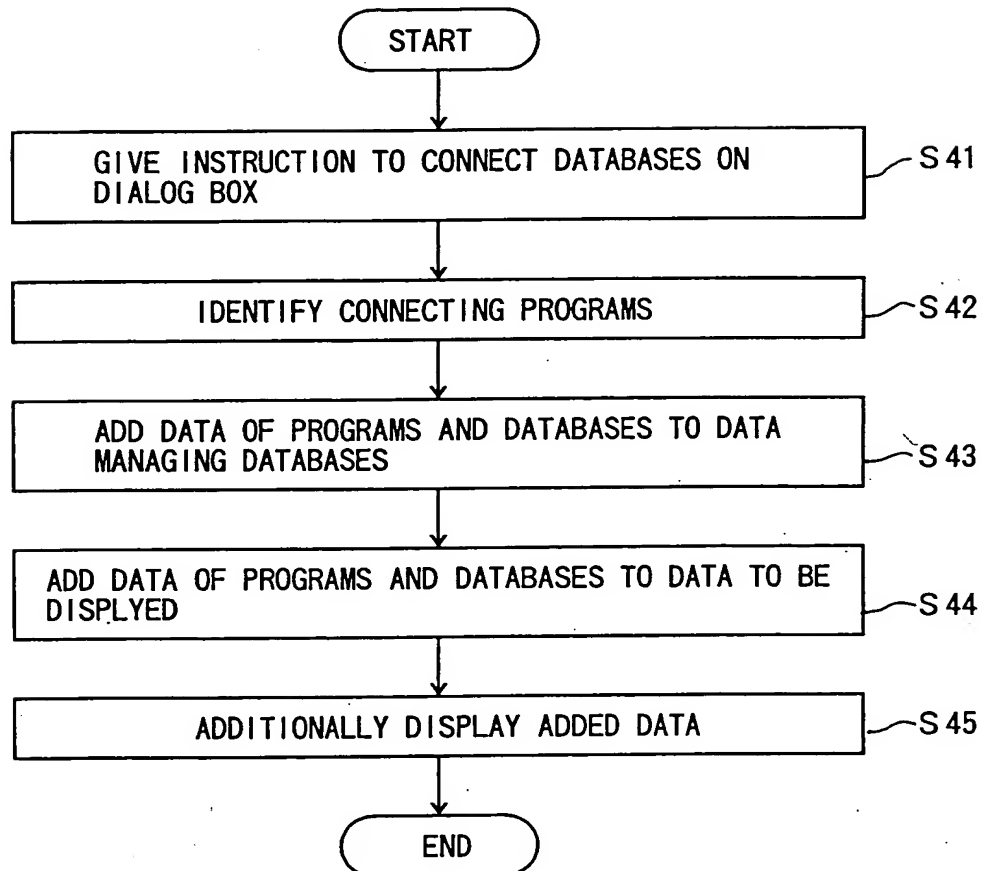 START
GIVE INSTRUCTION TO CONNECT DATABASES ON
DIALOG BOX
S41
IDENTIFY CONNECTING PROGRAMS
S42
ADD DATA OF PROGRAMS AND DATABASES TO DATA
MANAGING DATABASES
S43
ADD DATA OF PROGRAMS AND DATABASES TO DATA TO BE
DISPLYED
S44
ADDITIONALLY DISPLAY ADDED DATA
S45
END